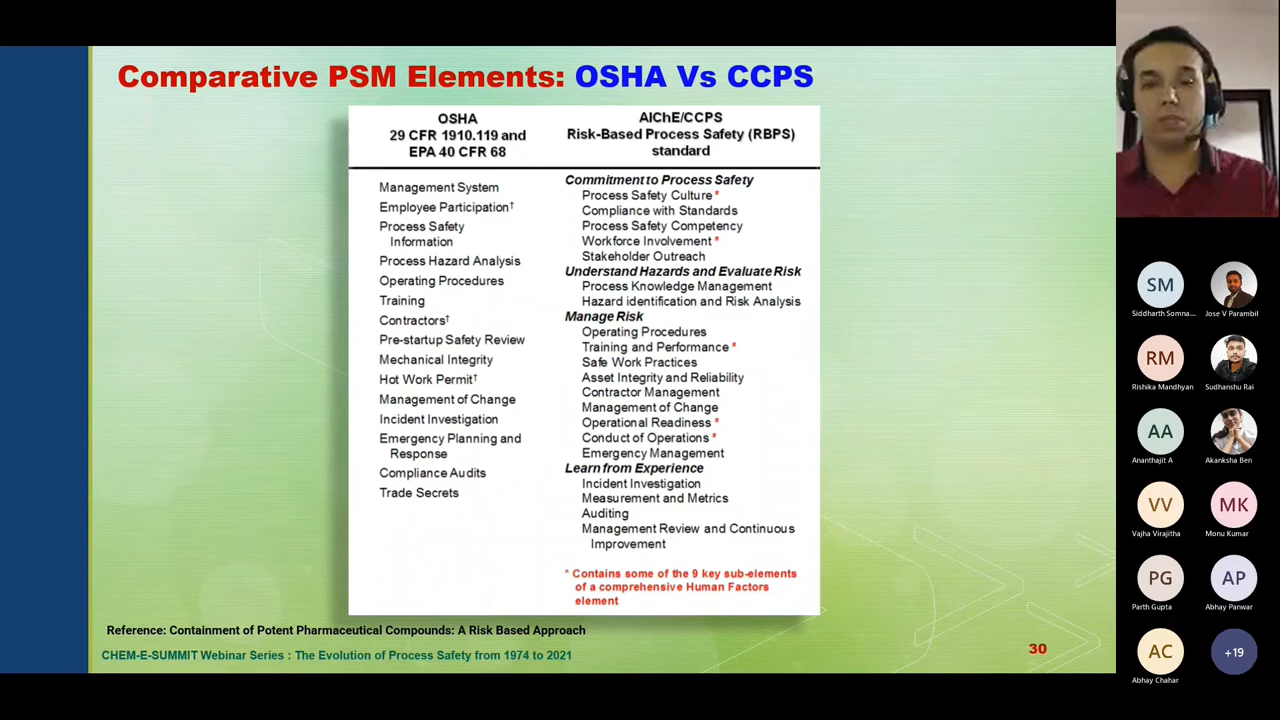 Comparative PSM Elements: OSHA Vs CCPS
OSHA
29 CFR 1910.119 and
EPA 40 CFR 68
Management System
Employee Participation†
Process Safety
Information
Process Hazard Analysis
Operating Procedures
Training
Contractors†
Pre-startup Safety Review
Mechanical Integrity
Hot Work Permit†
Management of Change
Incident Investigation
Emergency Planning and
Response
Compliance Audits
Trade Secrets
AIChE/CCPS
Risk-Based Process Safety (RBPS)
standard
Commitment to Process Safety
Process Safety Culture *
Compliance with Standards
Process Safety Competency
Workforce Involvement *
Stakeholder Outreach
Understand Hazards and Evaluate Risk
Process Knowledge Management
Hazard identification and Risk Analysis
Manage Risk
Operating Procedures
Training and Performance *
Safe Work Practices
Asset Integrity and Reliability
Contractor Management
Management of Change
Operational Readiness *
Conduct of Operations *
Emergency Management
Learn from Experience
Incident Investigation
Measurement and Metrics
Auditing
Management Review and Continuous
Improvement
* Contains some of the 9 key sub-elements
of a comprehensive Human Factors
element
Reference: Containment of Potent Pharmaceutical Compounds: A Risk Based Approach
CHEM-E-SUMMIT Webinar Series : The Evolution of Process Safety from 1974 to 2021
30
SM
Siddharth Somna...
Jose V Parambil
RM
Rishika Mandhyan
Sudhanshu Rai
AA
Ananthajit A
Akanksha Ben
VV
Vajha Virajitha
MK
Monu Kumar
PG
Parth Gupta
AP
Abhay Panwar
AC
Abhay Chahar
+19